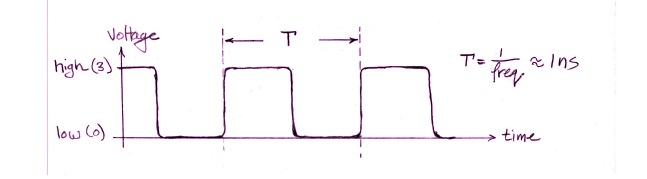 Voltage
high(3)
T
T = 1/freq ≈ 1ns
low(0)
time